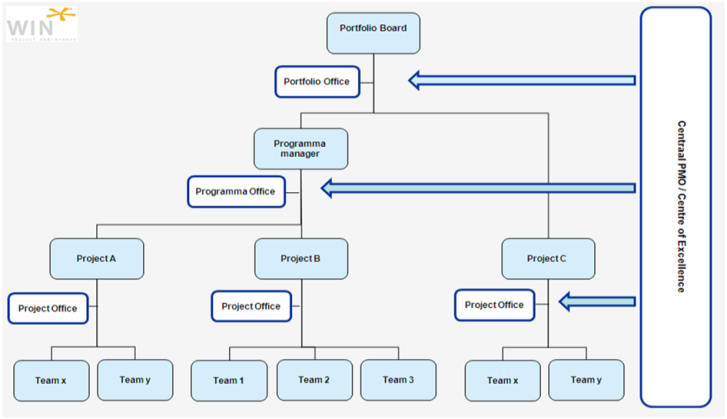 WIN
PROJECT ASSISTANCE
Portfolio Board
Portfolio Office
Programma
manager
Programma Office
Centraal PMO / Centre of Excellence
Project A
Project B
Project C
Project Office
Project Office
Project Office
Team x
Team y
Team 1
Team 2
Team 3
Team x
Team y